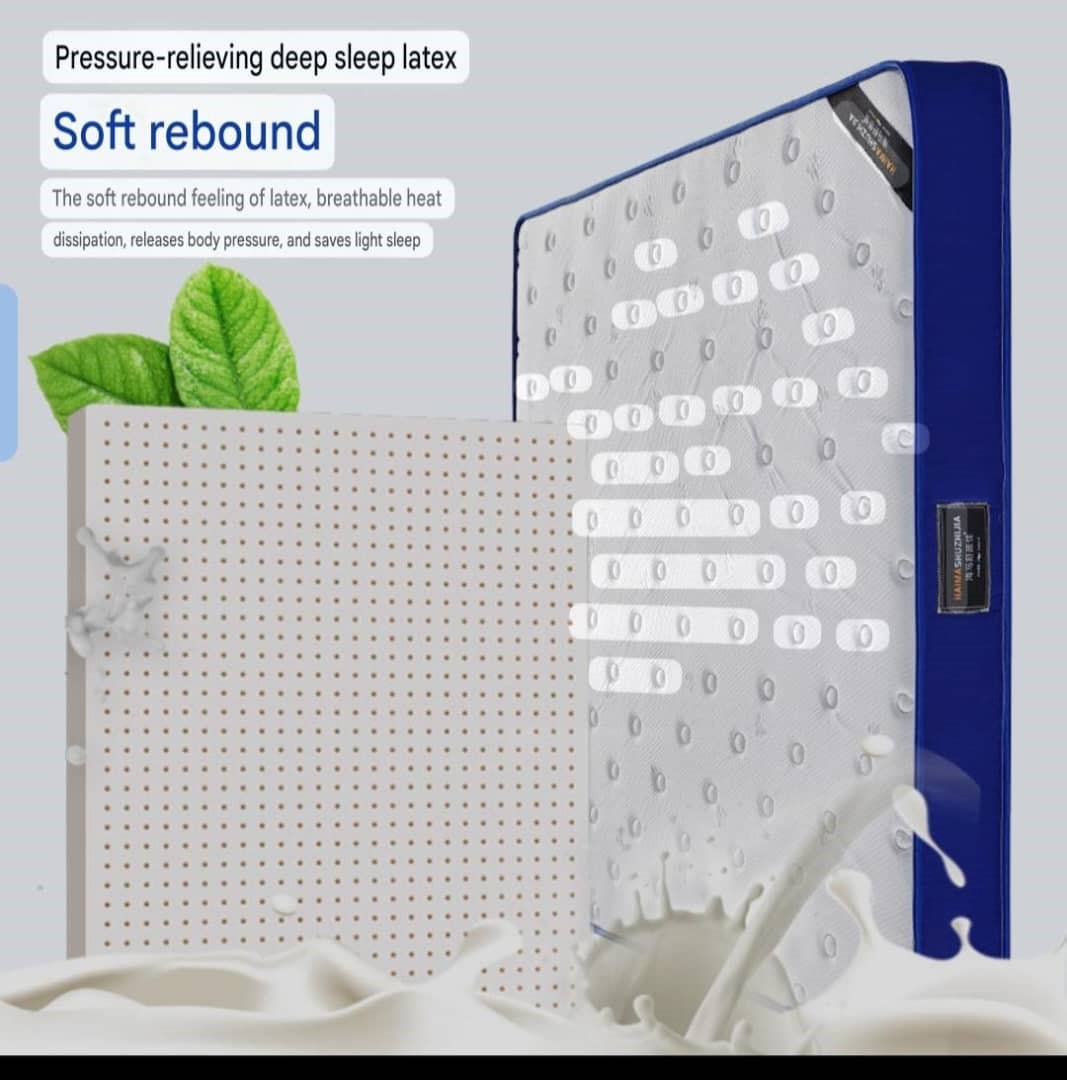 Pressure-relieving deep sleep latex
Soft rebound
The soft rebound feeling of latex, breathable heat
dissipation, releases body pressure, and saves light sleep
HAIMASHUZHIJIA